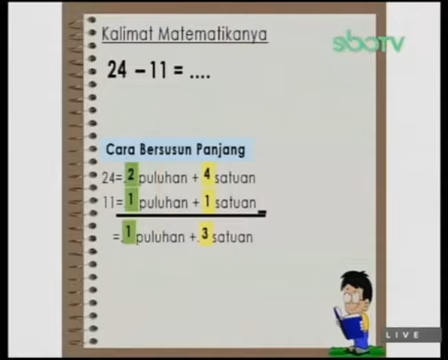 Kalimat Matematikanya
sbotv
24 – 11 = ....
Cara Bersusun Panjang
24= 2 puluhan + 4 satuan
11= 1 puluhan + 1 satuan _
= 1 puluhan + 3 satuan
LIVE